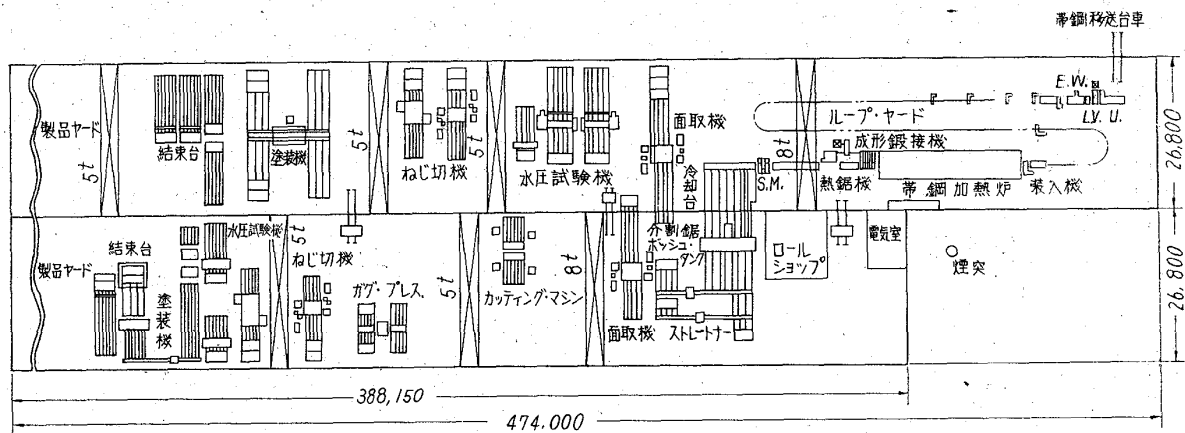 帯鋼移送台車
E.W.
LV. U.
製品ヤード
5t
結束台
塗装機
ねじ切機
5t
水圧試験機
面取機
冷却台
8t
S.M.
ループ・ヤード
成形鍛接機
熱鋸機
帯鋼加熱炉
装入機
26,800
製品ヤード
結束台
塗装機
水圧試験機
5t
ねじ切機
ガグ・プレス
5t
カッティング・マシン
8t
分割鋸
ボッシュ・
タンク
面取機
ストレートナー
ロール
ショップ
電気室
煙突
26,800
388,150
474.000